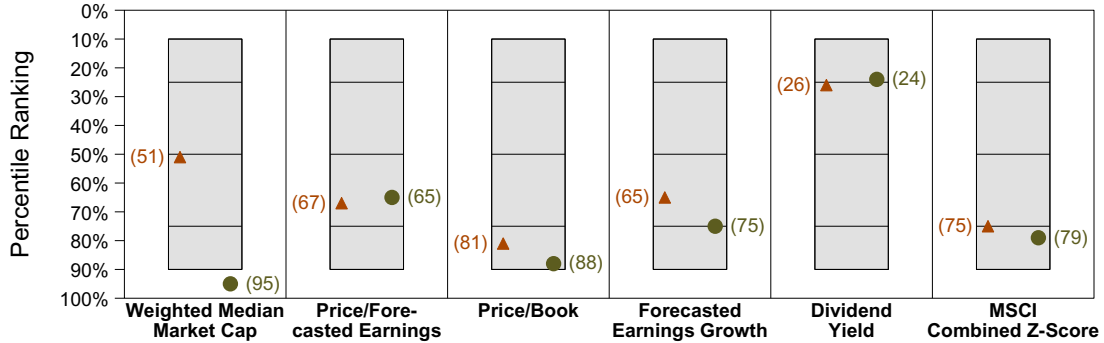 Percentile Ranking
0%
10%
20%
30%
40%
50%
60%
70%
80%
90%
100%
(51)
(95)
(67)
(65)
(81)
(88)
(65)
(75)
(26)
(24)
(75)
(79)
Weighted Median
Market Cap
Price/Fore-
casted Earnings
Price/Book
Forecasted
Earnings Growth
Dividend
Yield
MSCI
Combined Z-Score